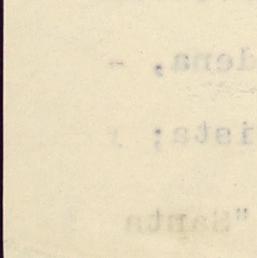 dena, -
ista; y
"Santa